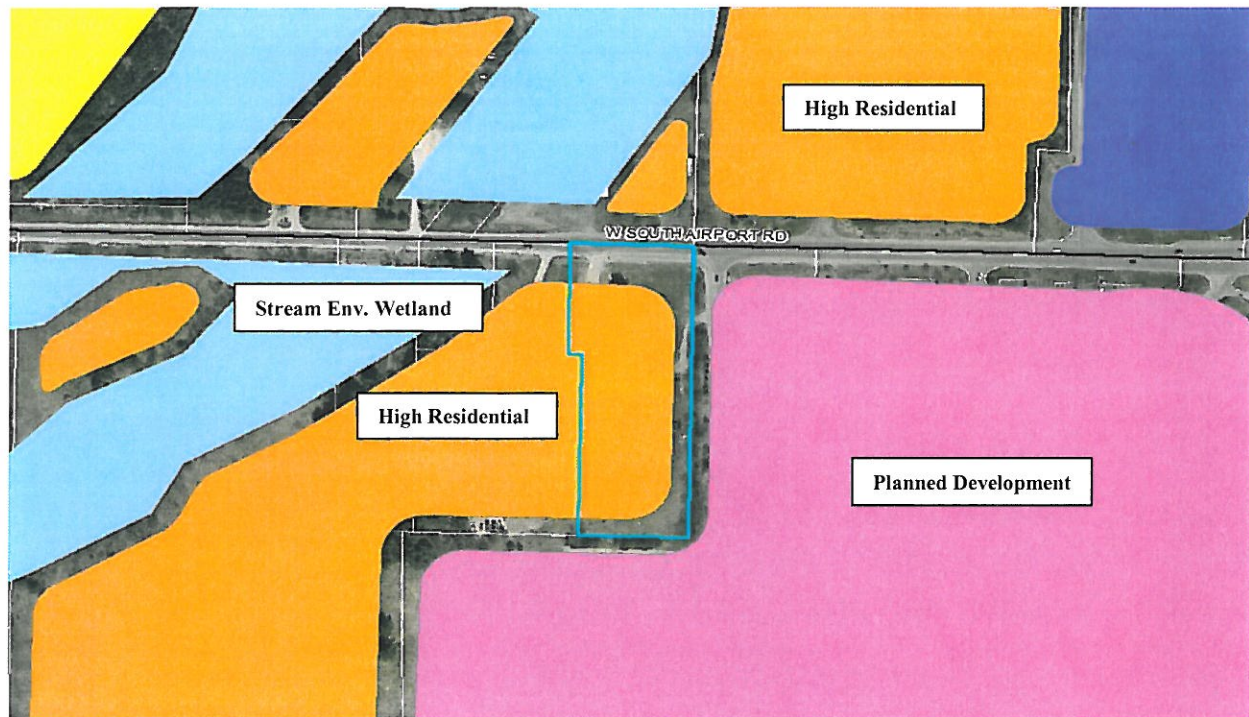 High Residential
W SOUTH AIRPORT RD
Stream Env. Wetland
High Residential
Planned Development